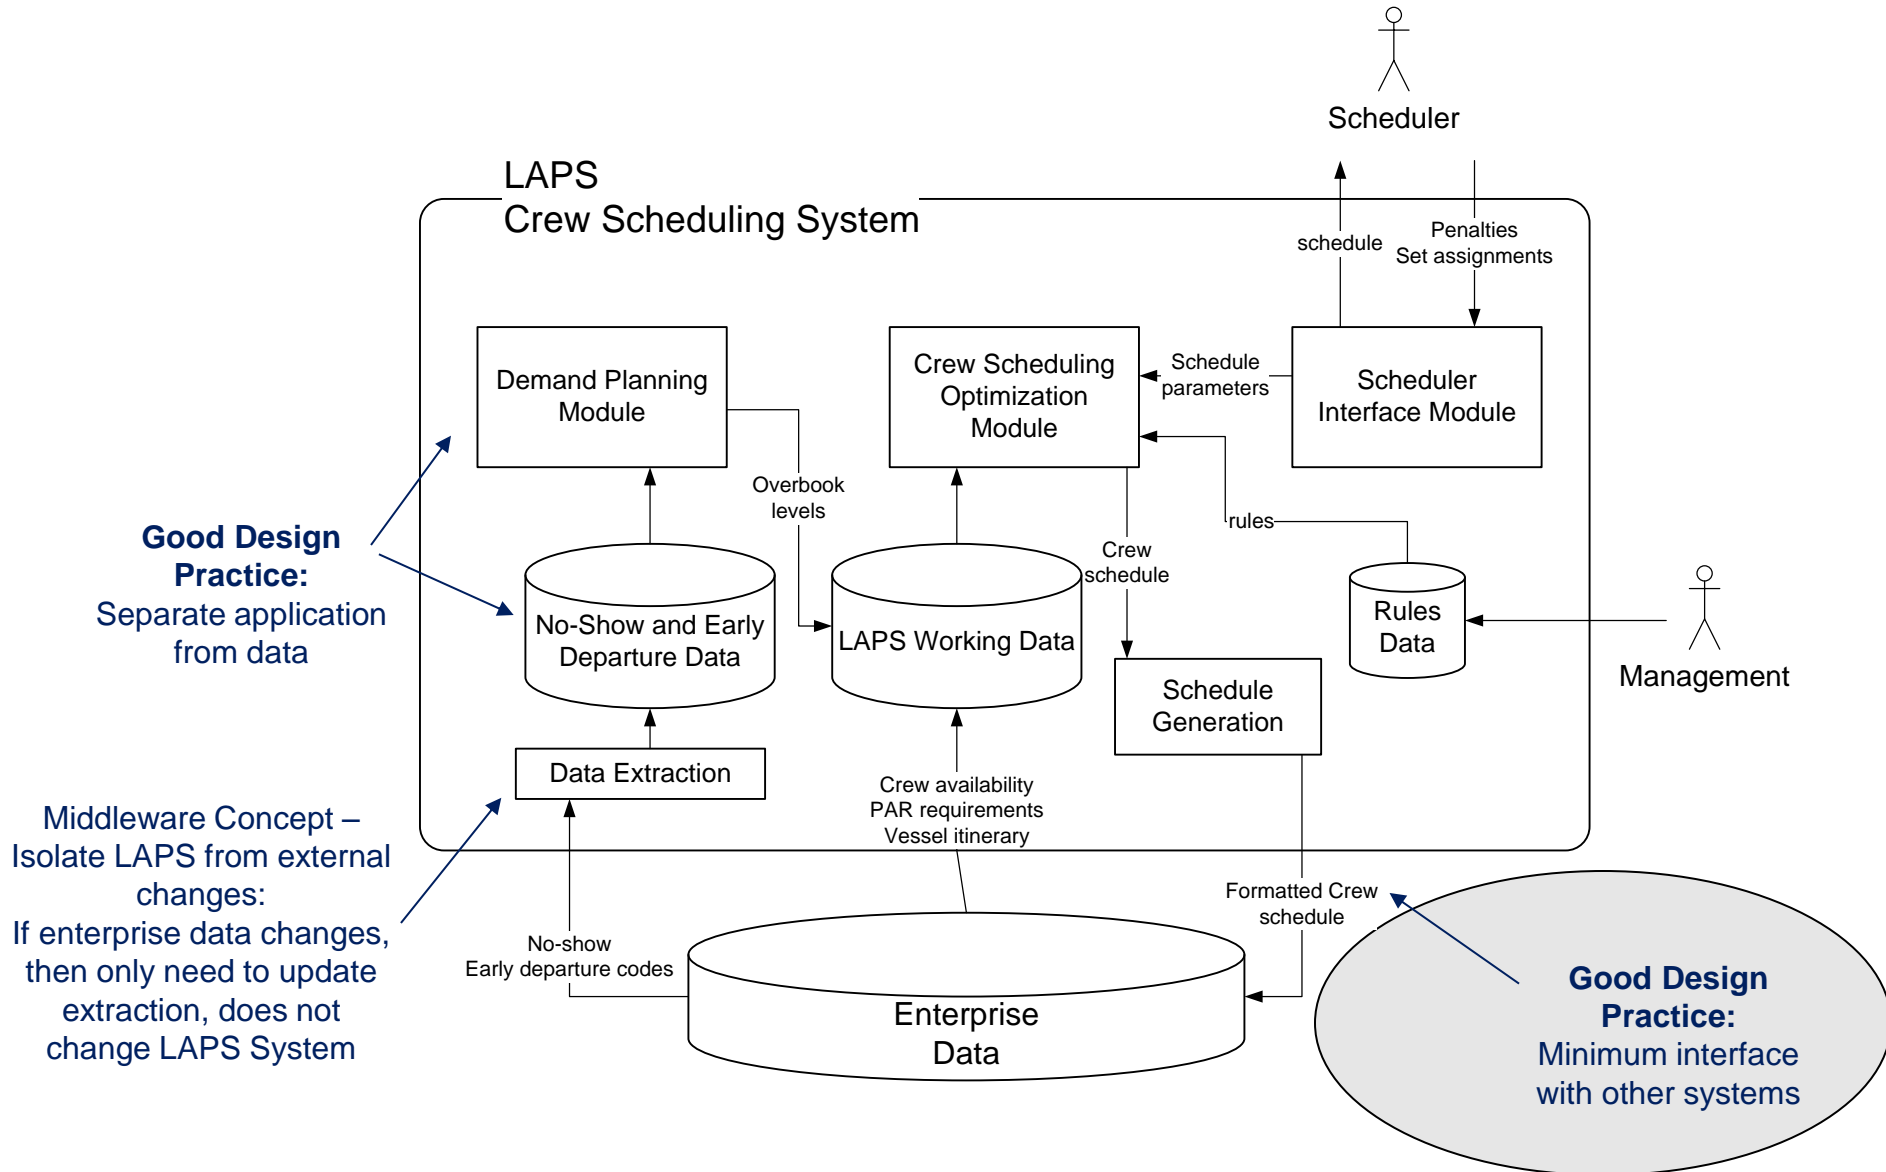 Scheduler
LAPS
Crew Scheduling System
schedule
Penalties
Set assignments
Demand Planning
Module
Crew Scheduling
Optimization
Module
Schedule
parameters
Scheduler
Interface Module
Overbook
levels
rules
Crew
schedule
Good Design
Practice:
Separate application
from data
No-Show and Early
Departure Data
LAPS Working Data
Rules
Data
Management
Schedule
Generation
Data Extraction
Crew availability
PAR requirements
Vessel itinerary
Middleware Concept –
Isolate LAPS from external
changes:
If enterprise data changes,
then only need to update
extraction, does not
change LAPS System
No-show
Early departure codes
Formatted Crew
schedule
Enterprise
Data
Good Design
Practice:
Minimum interface
with other systems